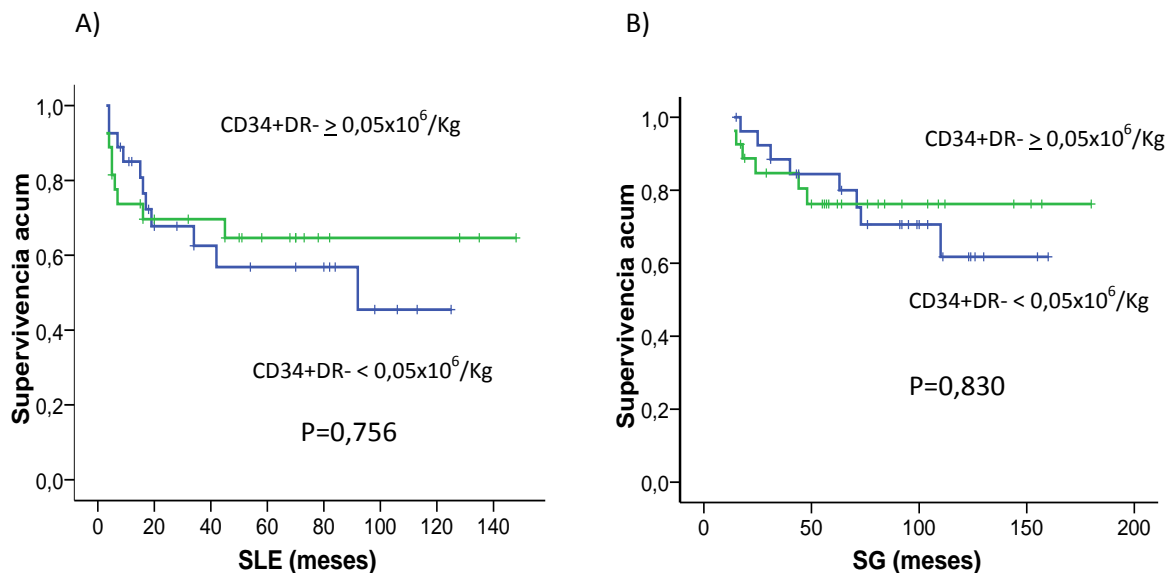 A)
CD34+DR- ≥ 0,05x10⁶/Kg
Supervivencia acum
1,0
0,8
0,6
0,4
0,2
0,0
CD34+DR- < 0,05x10⁶/Kg
P=0,756
0 20 40 60 80 100 120 140
SLE (meses)
B)
CD34+DR- ≥ 0,05x10⁶/Kg
Supervivencia acum
1,0
0,8
0,6
0,4
0,2
0,0
CD34+DR- < 0,05x10⁶/Kg
P=0,830
0 50 100 150 200
SG (meses)